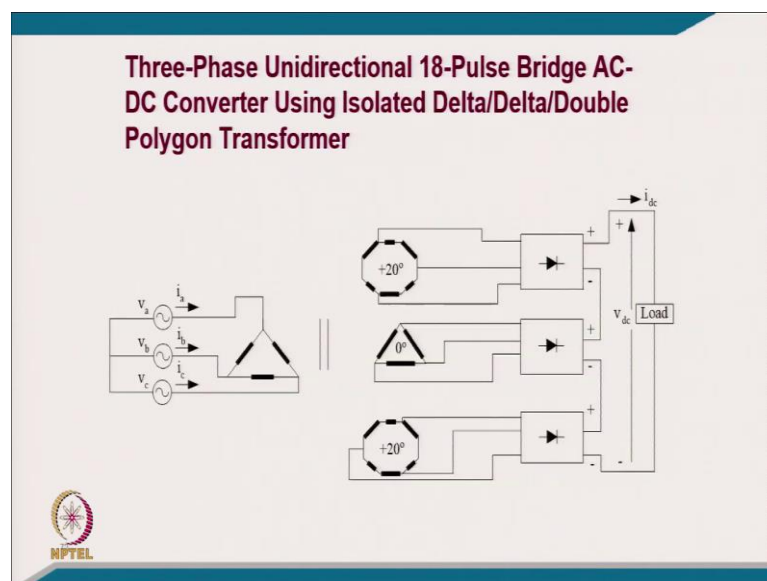 Three-Phase Unidirectional 18-Pulse Bridge AC-
DC Converter Using Isolated Delta/Delta/Double
Polygon Transformer
i_dc
+
+
+20°
-
i_a
v_a
i_b
v_b
i_c
v_c
+
0°
-
v_dc
Load
+
+20°
-
-
NPTEL